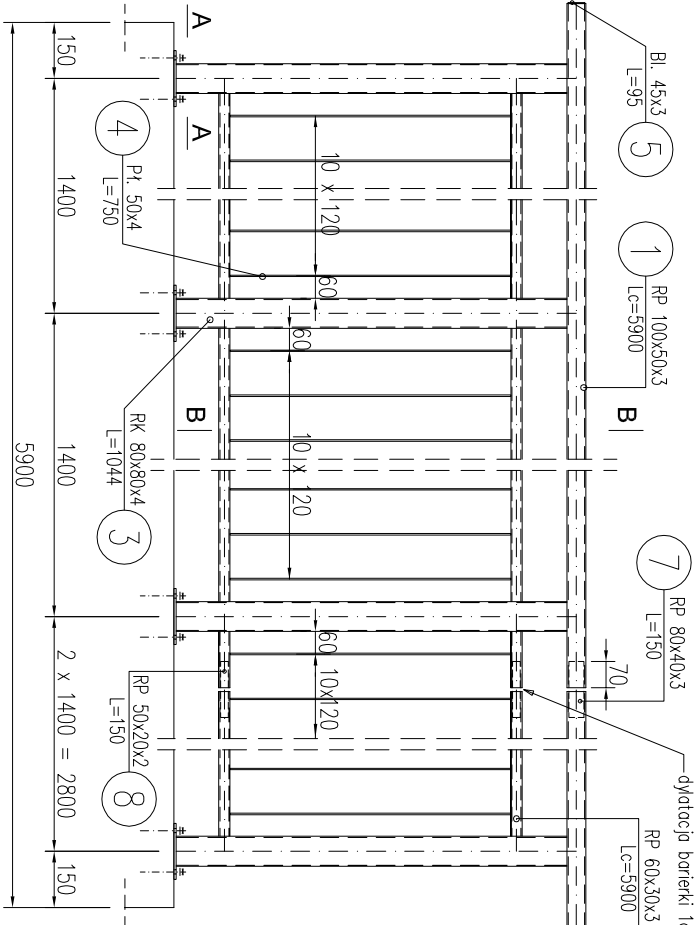 Bl. 45x3
L=95
5
1
RP 100x50x3
Lc=5900
7
RP 80x40x3
L=150
dylatacja barierki
RP 60x30x3
Lc=5900
70
B
B
A
A
10 x 120
60
60
10 x 120
60
10x120
4
Pł. 50x4
L=750
RK 80x80x4
L=1044
3
RP 50x20x2
L=150
8
150
1400
1400
2 x 1400 = 2800
150
5900